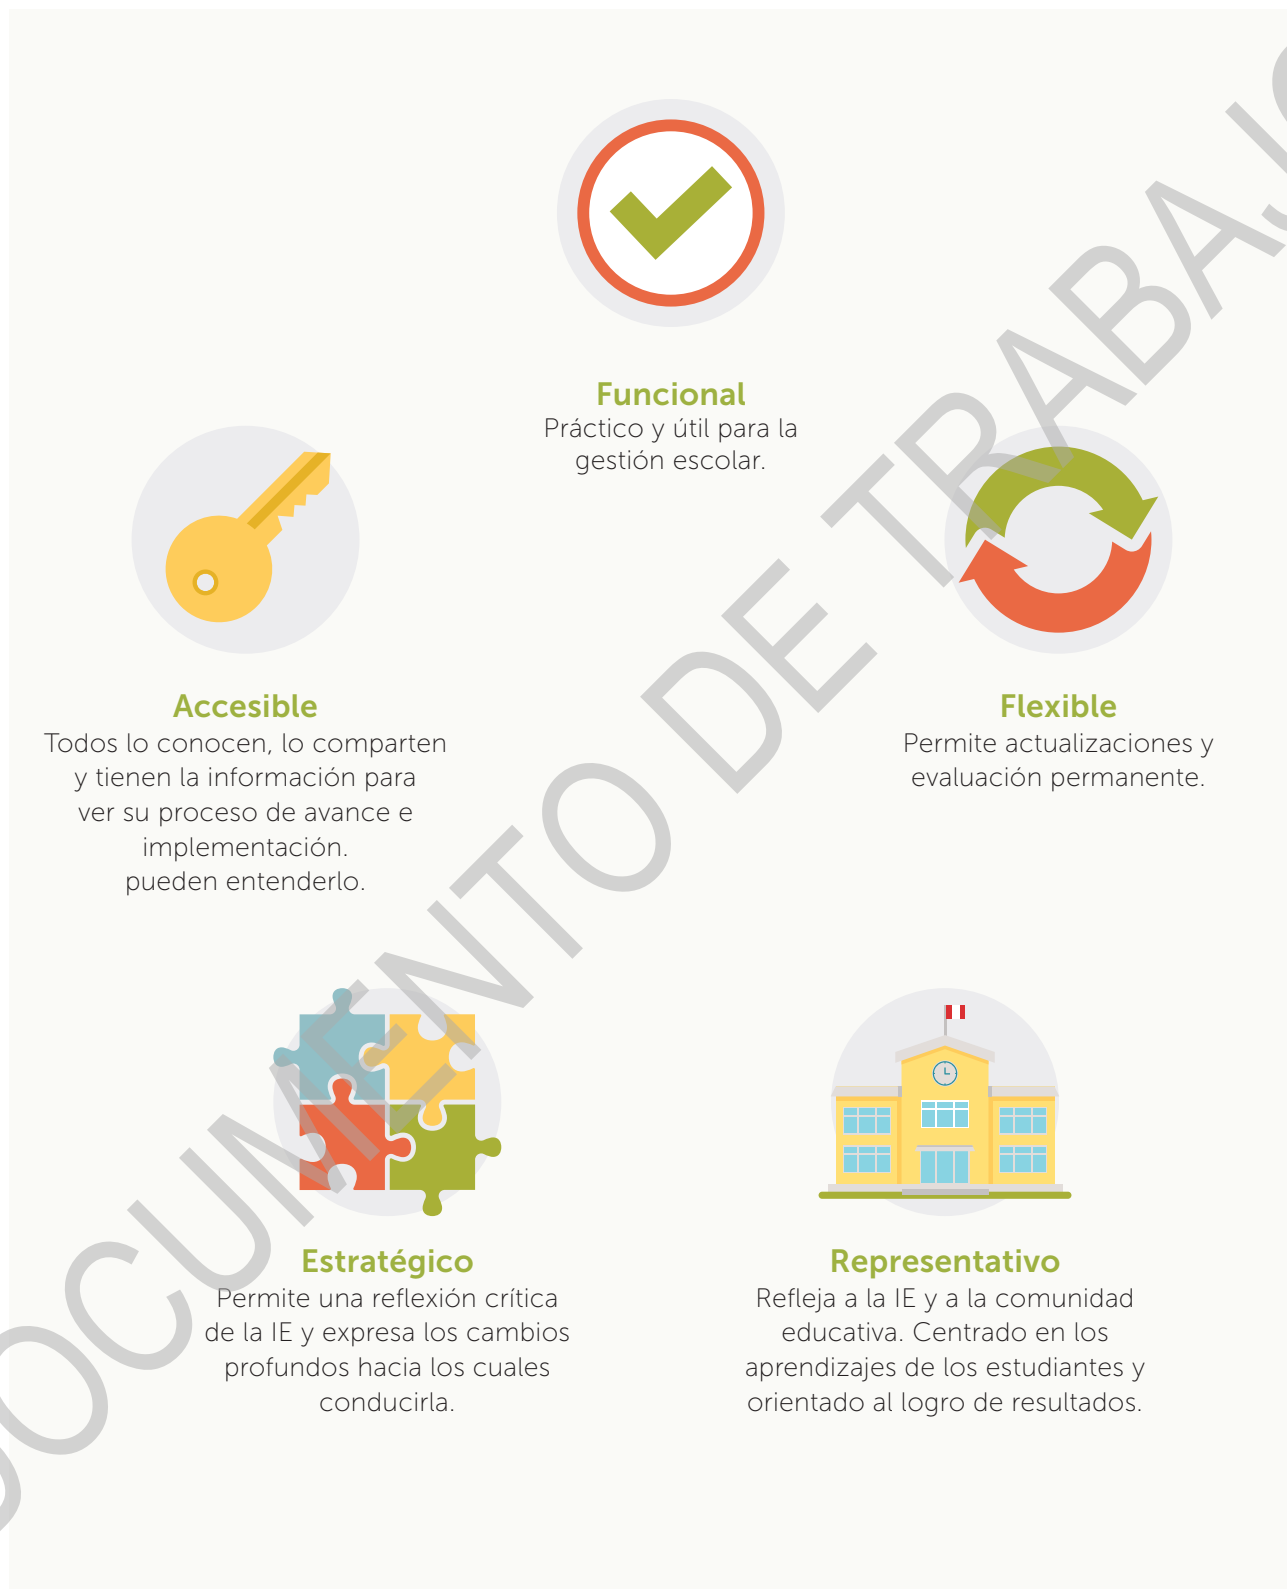 Funcional
Práctico y útil para la
gestión escolar.
Accesible
Todos lo conocen, lo comparten
y tienen la información para
ver su proceso de avance e
implementación.
pueden entenderlo.
Flexible
Permite actualizaciones y
evaluación permanente.
Estratégico
Permite una reflexión crítica
de la IE y expresa los cambios
profundos hacia los cuales
conducirla.
Representativo
Refleja a la IE y a la comunidad
educativa. Centrado en los
aprendizajes de los estudiantes y
orientado al logro de resultados.
DOCUMENTO DE TRABAJO